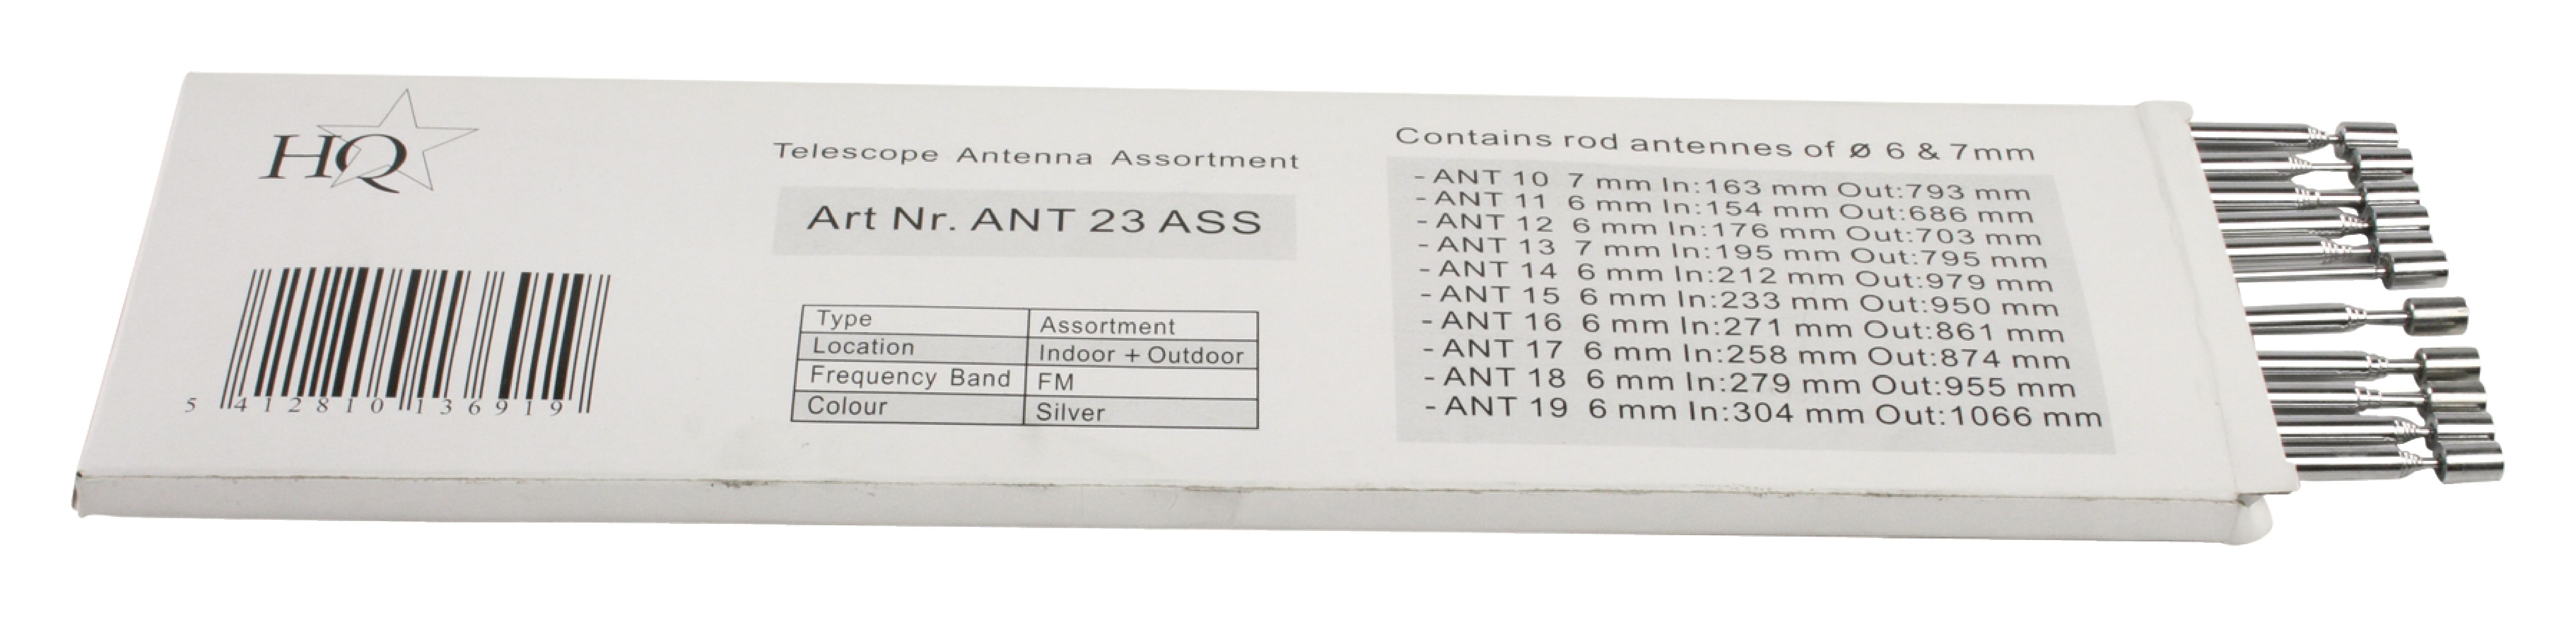 HQ
5 412810 136919
Telescope Antenna Assortment
Art Nr. ANT 23 ASS
Type Assortment
Location Indoor + Outdoor
Frequency Band FM
Colour Silver
Contains rod antennes of ø 6 & 7mm
- ANT 10 7 mm In:163 mm Out:793 mm
- ANT 11 6 mm In:154 mm Out:686 mm
- ANT 12 6 mm In:176 mm Out:703 mm
- ANT 13 7 mm In:195 mm Out:795 mm
- ANT 14 6 mm In:212 mm Out:979 mm
- ANT 15 6 mm In:233 mm Out:950 mm
- ANT 16 6 mm In:271 mm Out:861 mm
- ANT 17 6 mm In:258 mm Out:874 mm
- ANT 18 6 mm In:279 mm Out:955 mm
- ANT 19 6 mm In:304 mm Out:1066 mm